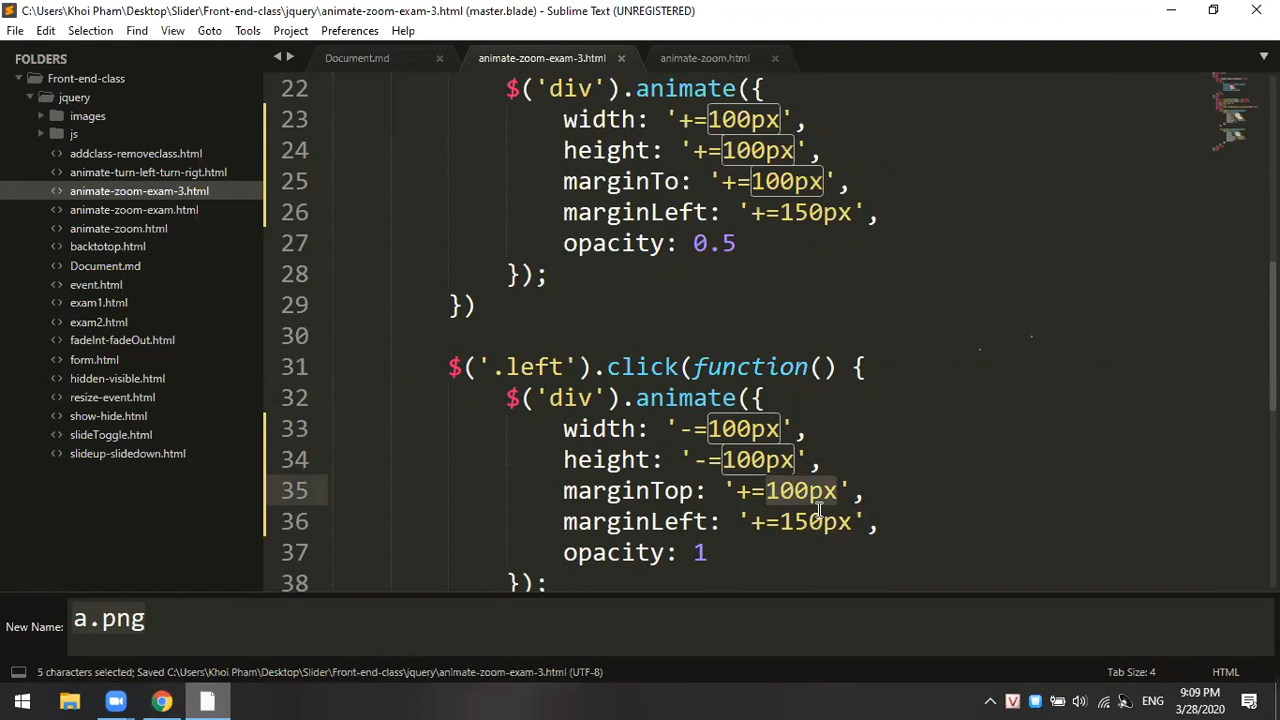 C:\Users\Khoi Pham\Desktop\Slider\Front-end-class\jquery\animate-zoom-exam-3.html (master.blade) - Sublime Text (UNREGISTERED)
File Edit Selection Find View Goto Tools Project Preferences Help
FOLDERS
Front-end-class
jquery
images
js
addclass-removeclass.html
animate-turn-left-turn-rigt.html
animate-zoom-exam-3.html
animate-zoom-exam.html
animate-zoom.html
backtotop.html
Document.md
event.html
exam1.html
exam2.html
fadeInt-fadeOut.html
form.html
hidden-visible.html
resize-event.html
show-hide.html
slideToggle.html
slideup-slidedown.html
Document.md animate-zoom-exam-3.html animate-zoom.html
22 $('div').animate({
23 width: '+=100px',
24 height: '+=100px',
25 marginTo: '+=100px',
26 marginLeft: '+=150px',
27 opacity: 0.5
28 });
29 })
30
31 $('.left').click(function() {
32 $('div').animate({
33 width: '-=100px',
34 height: '-=100px',
35 marginTop: '+=100px',
36 marginLeft: '+=150px',
37 opacity: 1
38 });
New Name: a.png
5 characters selected; Saved C:\Users\Khoi Pham\Desktop\Slider\Front-end-class\jquery\animate-zoom-exam-3.html (UTF-8) Tab Size: 4 HTML
ENG
9:09 PM
3/28/2020